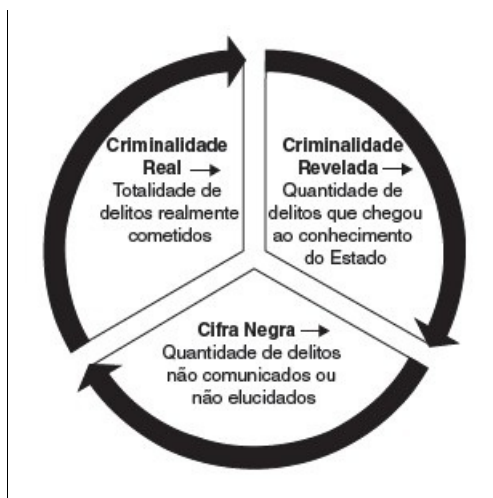 Criminalidade
Real →
Totalidade de
delitos realmente
cometidos
Criminalidade
Revelada →
Quantidade de
delitos que chegou
ao conhecimento
do Estado
Cifra Negra →
Quantidade de delitos
não comunicados ou
não elucidados